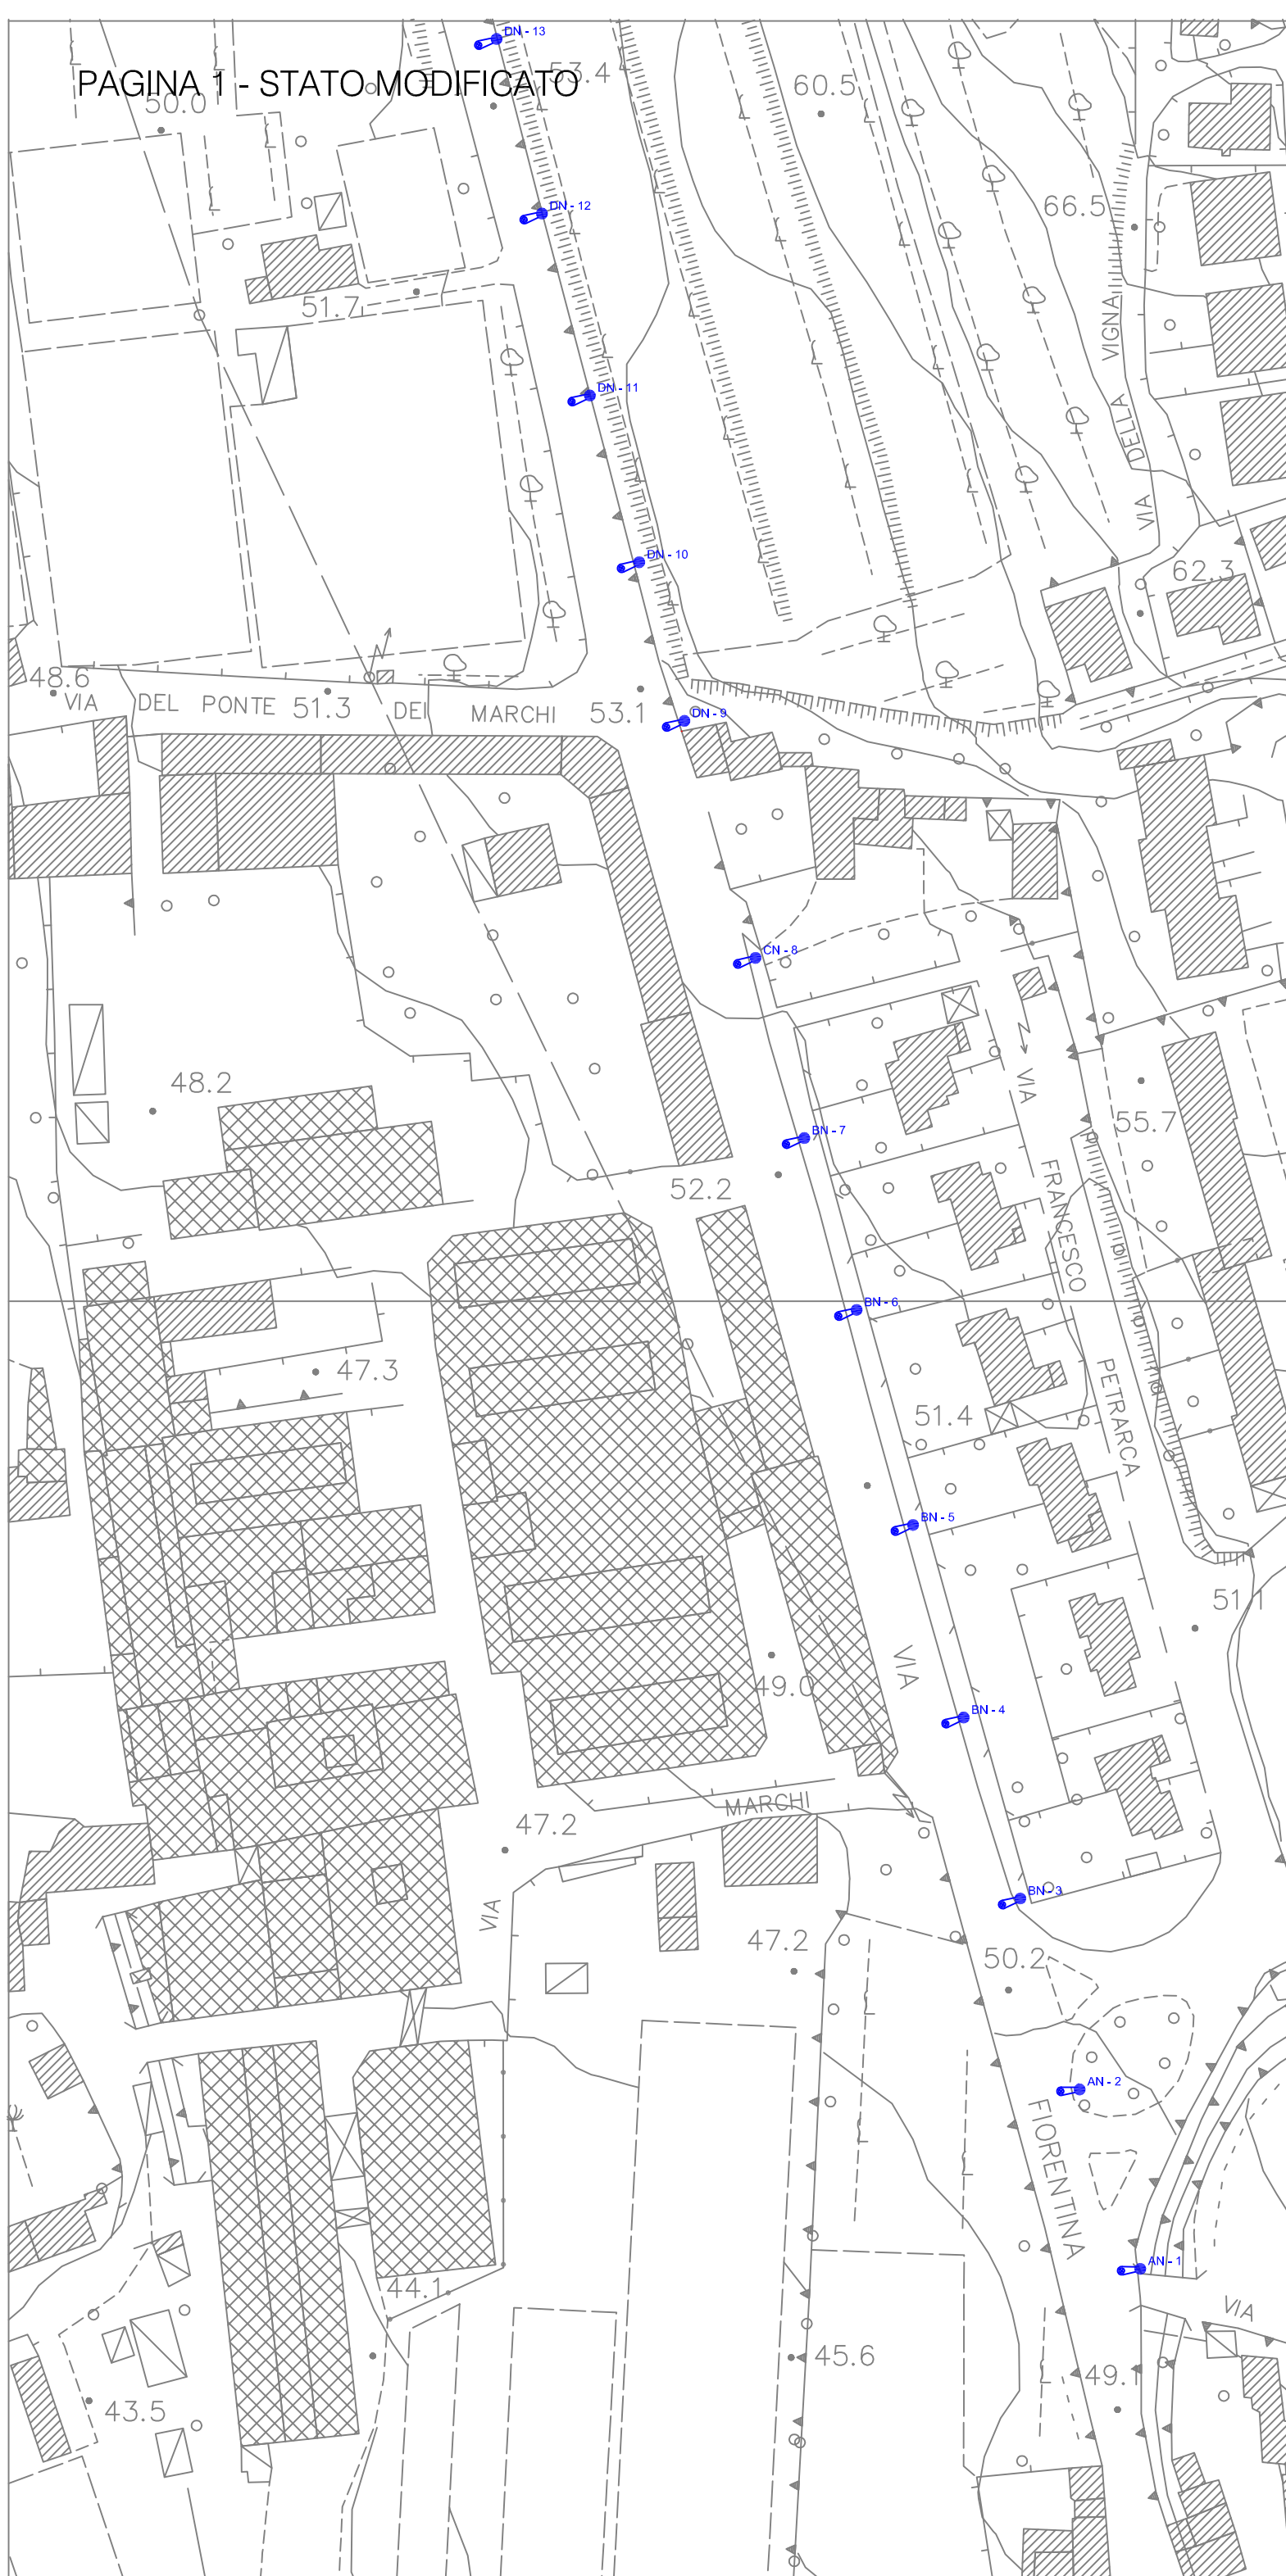 DN - 13
PAGINA 1 - STATO MODIFICATO
53.4
60.5
50.0
DN - 12
66.5
51.7
VIA DELLA VIGNA
DN - 11
DN - 10
62.3
48.6
VIA DEL PONTE DEI MARCHI
51.3
53.1
DN - 9
CN - 8
48.2
VIA FRANCESCO PETRARCA
55.7
BN - 7
52.2
BN - 6
47.3
51.4
BN - 5
51.1
VIA FIORENTINA
49.0
BN - 4
VIA MARCHI
47.2
BN - 3
47.2
50.2
AN - 2
AN - 1
44.1
VIA
45.6
49.1
43.5